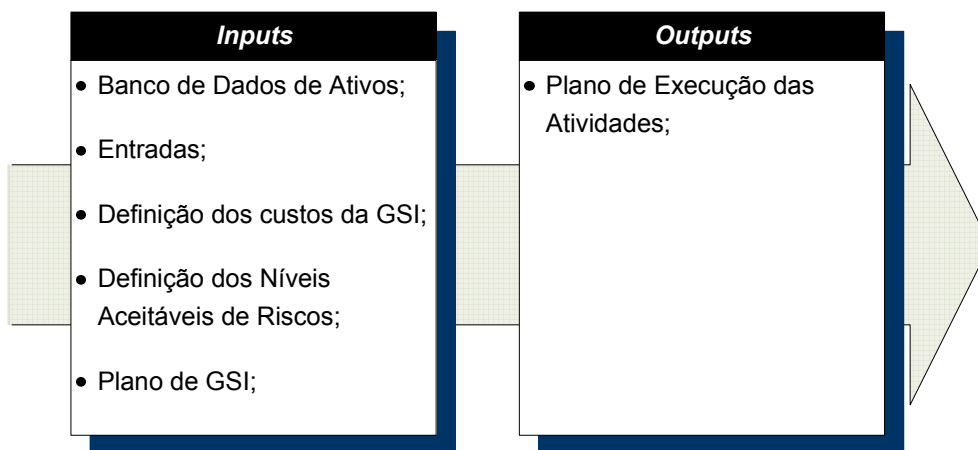 Inputs
• Banco de Dados de Ativos;
• Entradas;
• Definição dos custos da GSI;
• Definição dos Níveis
Aceitáveis de Riscos;
• Plano de GSI;
Outputs
• Plano de Execução das
Atividades;